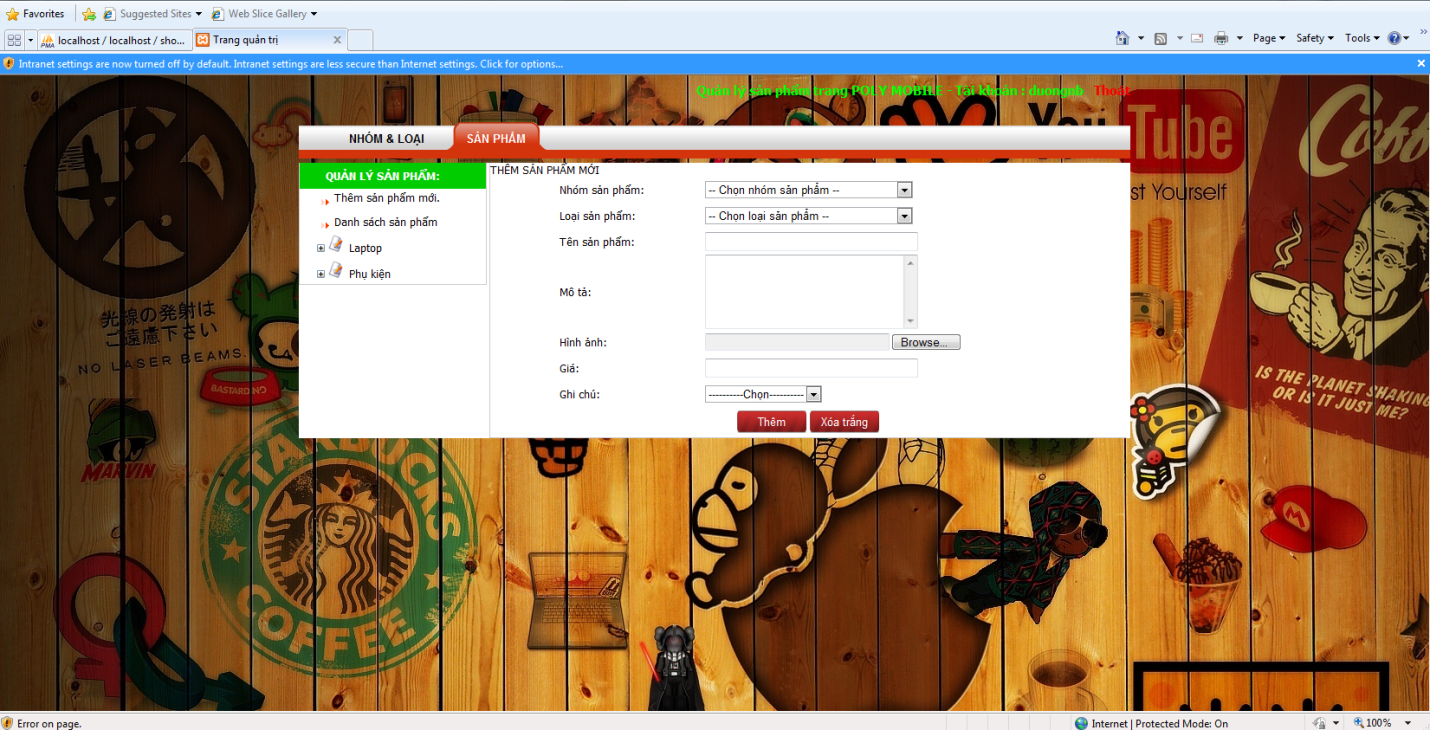 Favorites Suggested Sites Web Slice Gallery
localhost / localhost / sho... Trang quản trị x Page Safety Tools
Intranet settings are now turned off by default. Intranet settings are less secure than Internet settings. Click for options...
Quản lý sản phẩm trang POLY MOBILE - Tài khoản : duongnb Thoát
NHÓM & LOẠI SẢN PHẨM
QUẢN LÝ SẢN PHẨM:
Thêm sản phẩm mới.
Danh sách sản phẩm
Laptop
Phụ kiện
THÊM SẢN PHẨM MỚI
Nhóm sản phẩm: -- Chọn nhóm sản phẩm --
Loại sản phẩm: -- Chọn loại sản phẩm --
Tên sản phẩm:
Mô tả:
Hình ảnh: Browse...
Giá:
Ghi chú: ----------Chọn----------
Thêm Xóa trắng
You Tube
st Yourself
Coff
IS THE PLANET SHAKING
OR IS IT JUST ME?
光線の発射は
ご遠慮下さい
NO LASER BEAMS.
BASTARDINO
MARVIN
STARBUCKS
COFFEE
M
Error on page. Internet | Protected Mode: On 100%